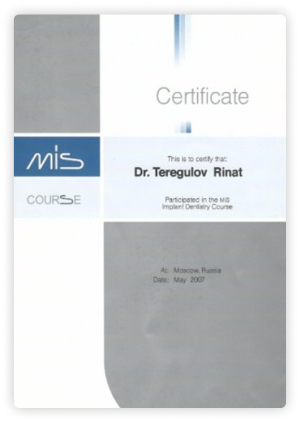 Certificate
MIS
COURSE
This is to certify that:
Dr. Teregulov Rinat
Participated in the MIS
Implant Dentistry Course
At: Moscow, Russia
Date: May 2007